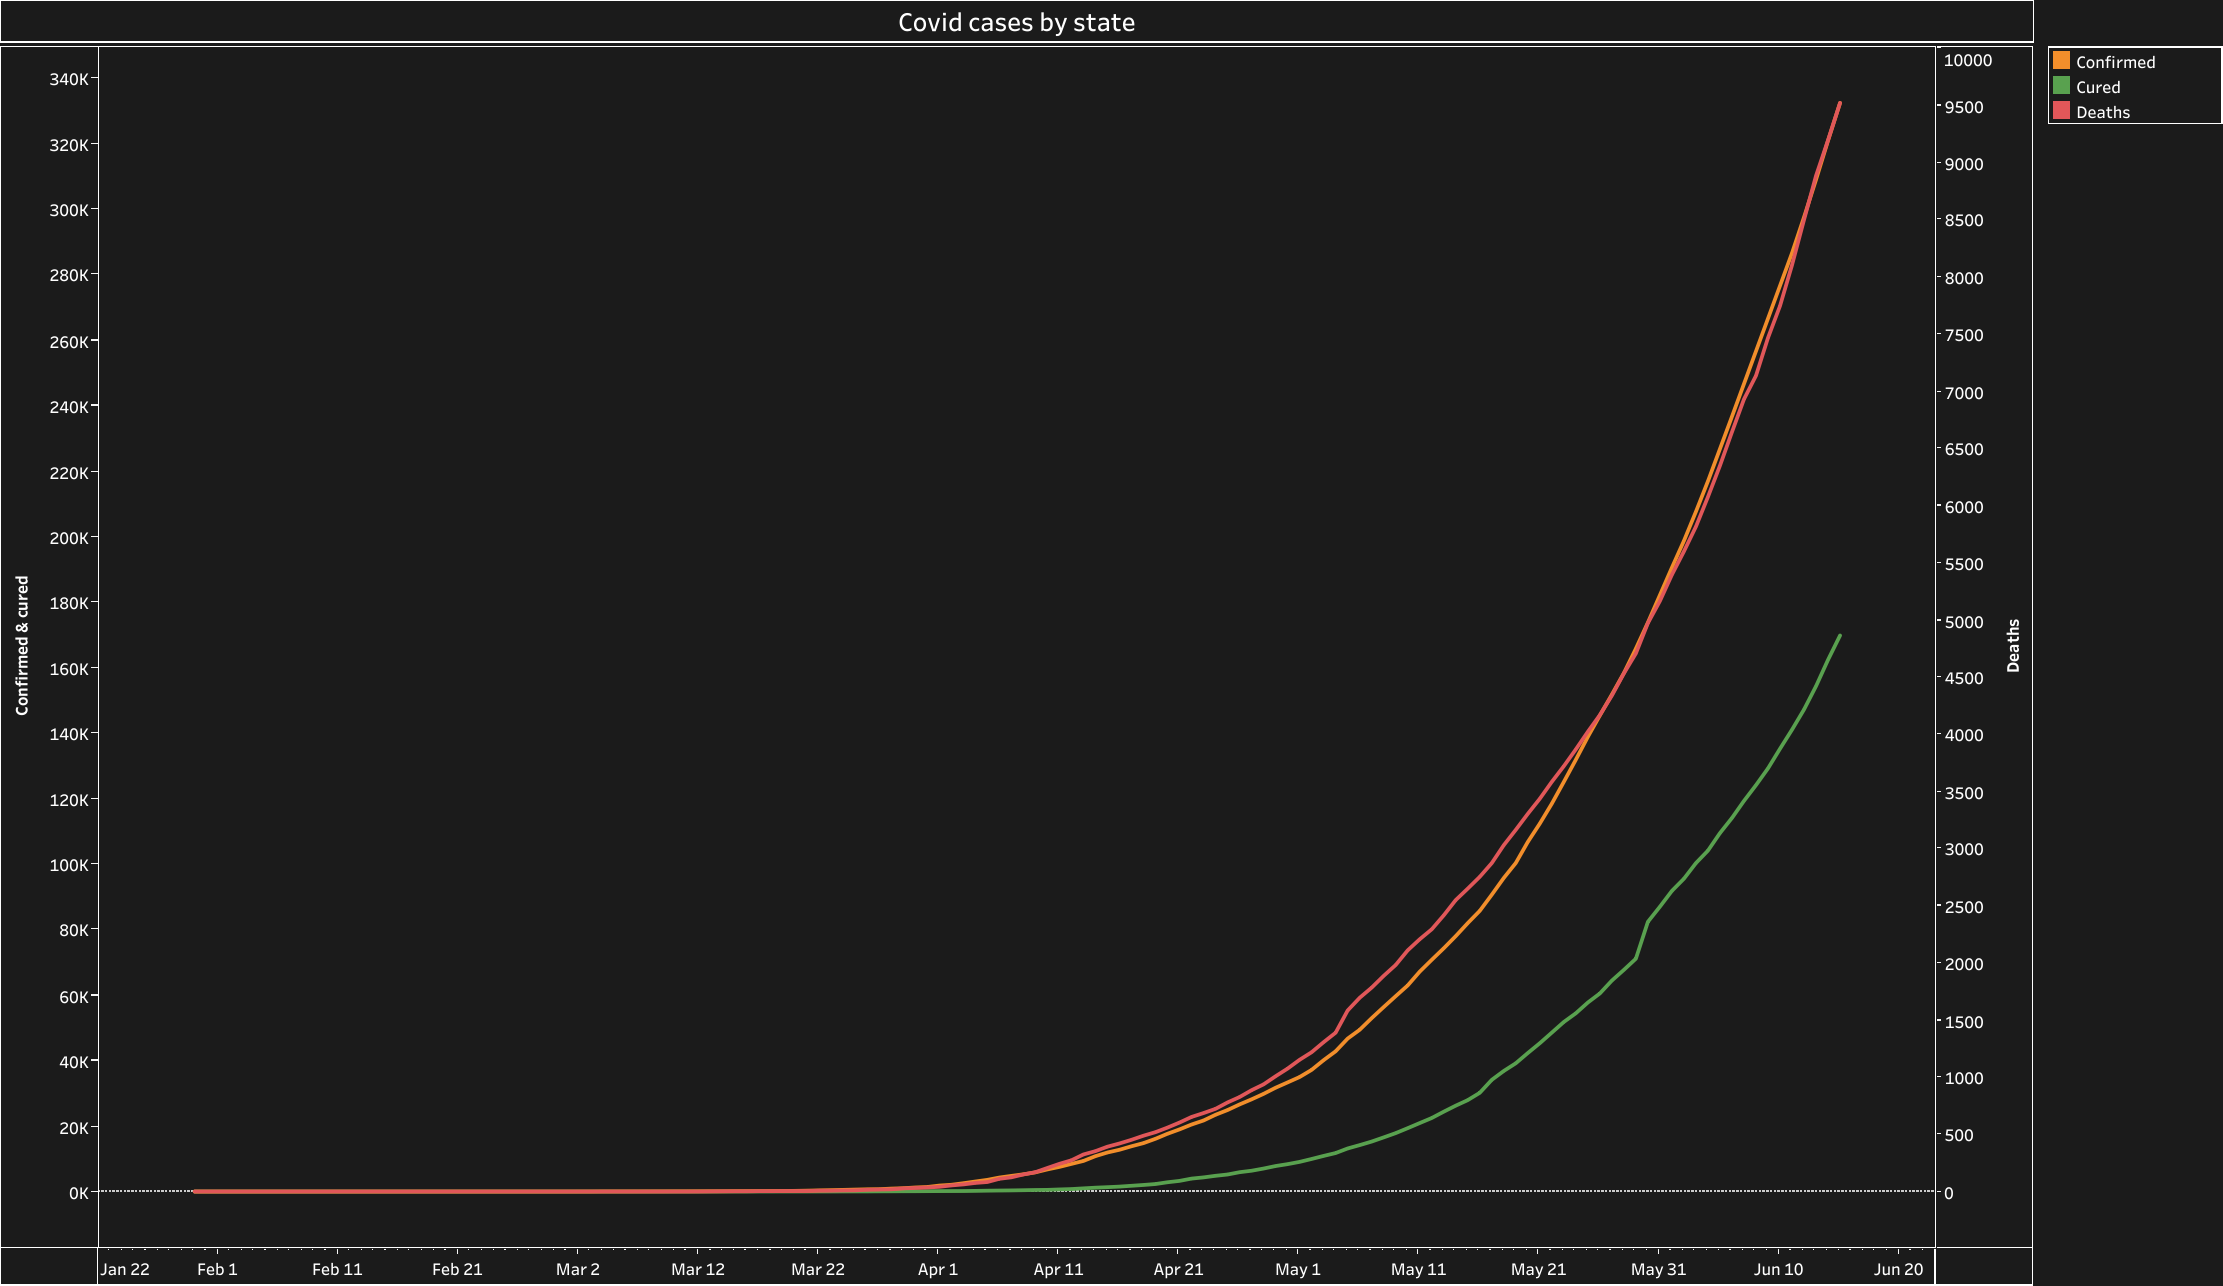 Covid cases by state
Confirmed
Cured
Deaths
Confirmed & cured
340K
320K
300K
280K
260K
240K
220K
200K
180K
160K
140K
120K
100K
80K
60K
40K
20K
0K
10000
9500
9000
8500
8000
7500
7000
6500
6000
5500
5000
4500
4000
3500
3000
2500
2000
1500
1000
500
0
Deaths
Jan 22 Feb 1 Feb 11 Feb 21 Mar 2 Mar 12 Mar 22 Apr 1 Apr 11 Apr 21 May 1 May 11 May 21 May 31 Jun 10 Jun 20